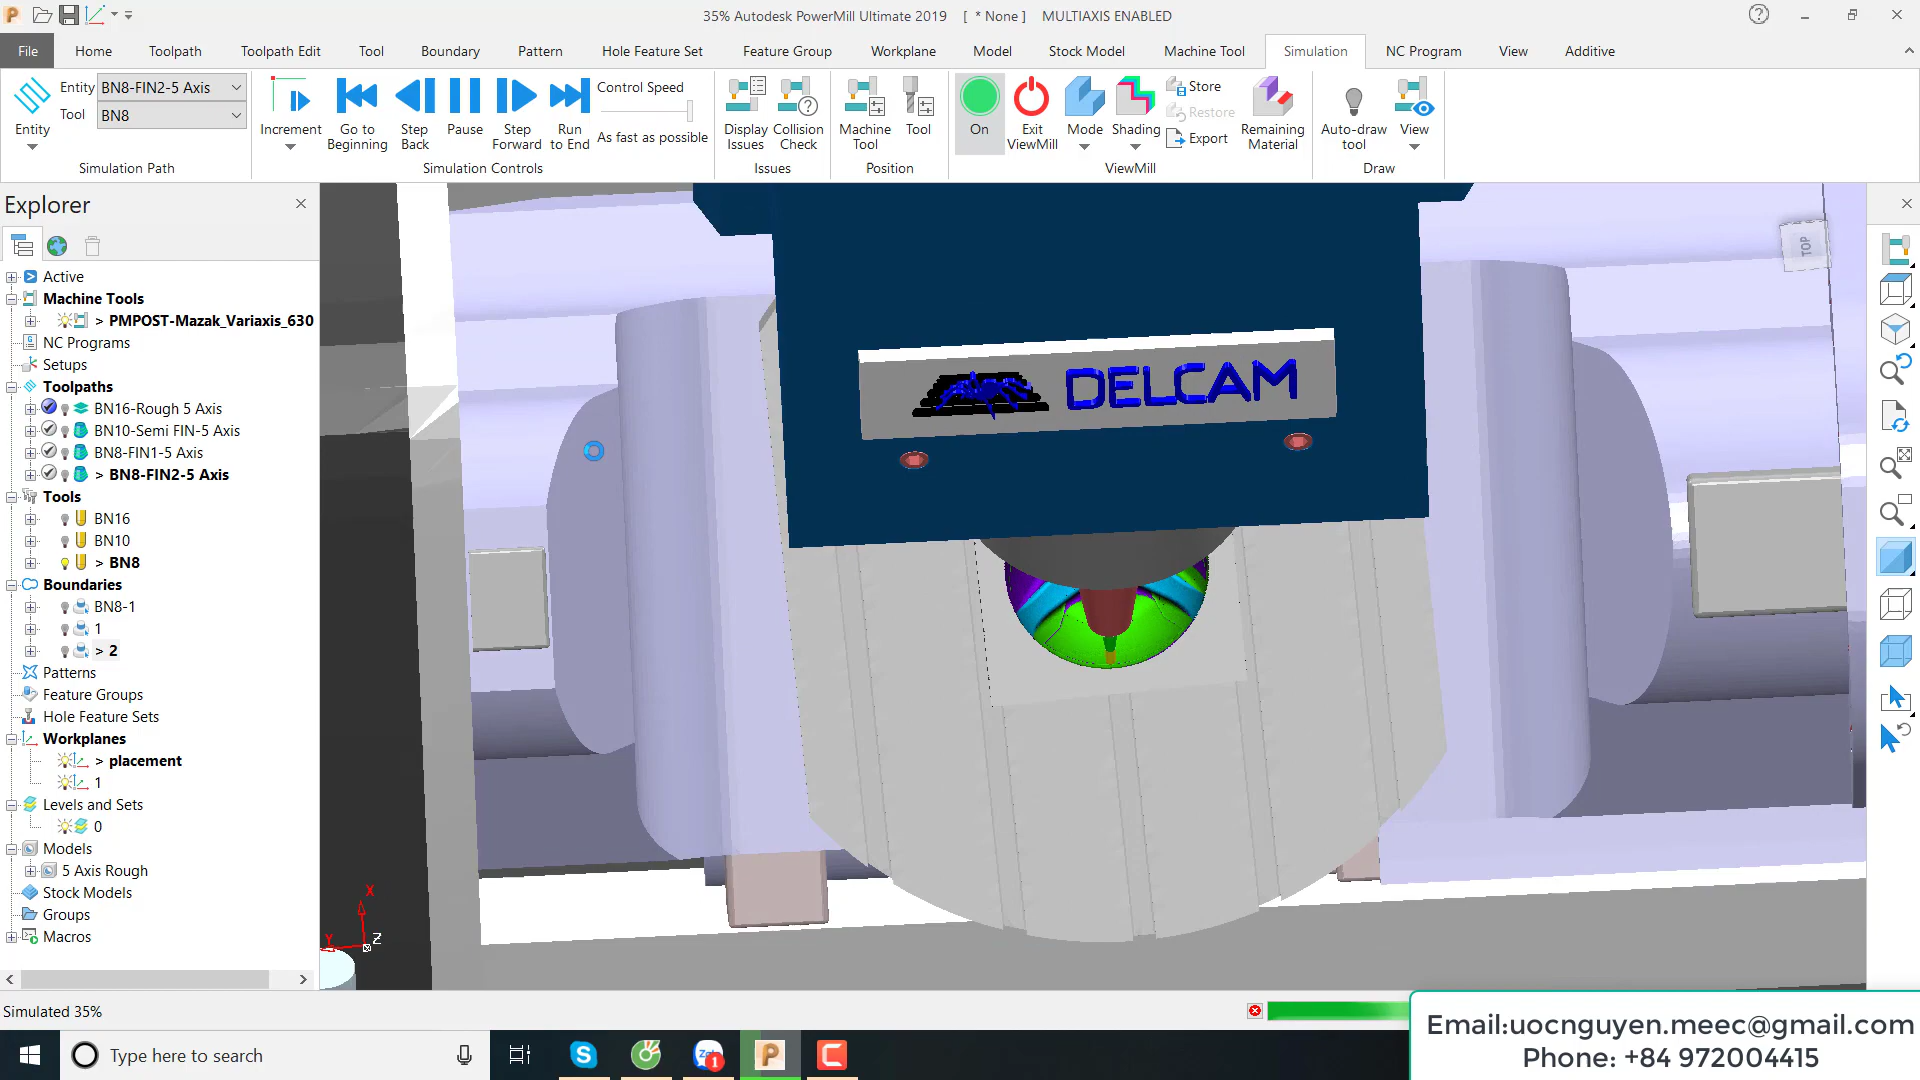 35% Autodesk PowerMill Ultimate 2019 [ * None ] MULTIAXIS ENABLED
File Home Toolpath Toolpath Edit Tool Boundary Pattern Hole Feature Set Feature Group Workplane Model Stock Model Machine Tool Simulation NC Program View Additive
Entity BN8-FIN2-5 Axis
Tool BN8
Entity
Simulation Path
Increment
Go to Beginning
Step Back
Pause
Step Forward
Run to End
Control Speed
As fast as possible
Simulation Controls
Display Issues
Collision Check
Issues
Machine Tool
Tool
Position
On
Exit ViewMill
Mode
Shading
Store
Restore
Export
Remaining Material
ViewMill
Auto-draw tool
View
Draw
Explorer
Active
Machine Tools
> PMPOST-Mazak_Variaxis_630
NC Programs
Setups
Toolpaths
BN16-Rough 5 Axis
BN10-Semi FIN-5 Axis
BN8-FIN1-5 Axis
> BN8-FIN2-5 Axis
Tools
BN16
BN10
> BN8
Boundaries
BN8-1
1
> 2
Patterns
Feature Groups
Hole Feature Sets
Workplanes
> placement
1
Levels and Sets
0
Models
5 Axis Rough
Stock Models
Groups
Macros
DELCAM
TOP
X
Y
Z
Simulated 35%
Type here to search
Zalo
1
Email:uocnguyen.meec@gmail.com
Phone: +84 972004415